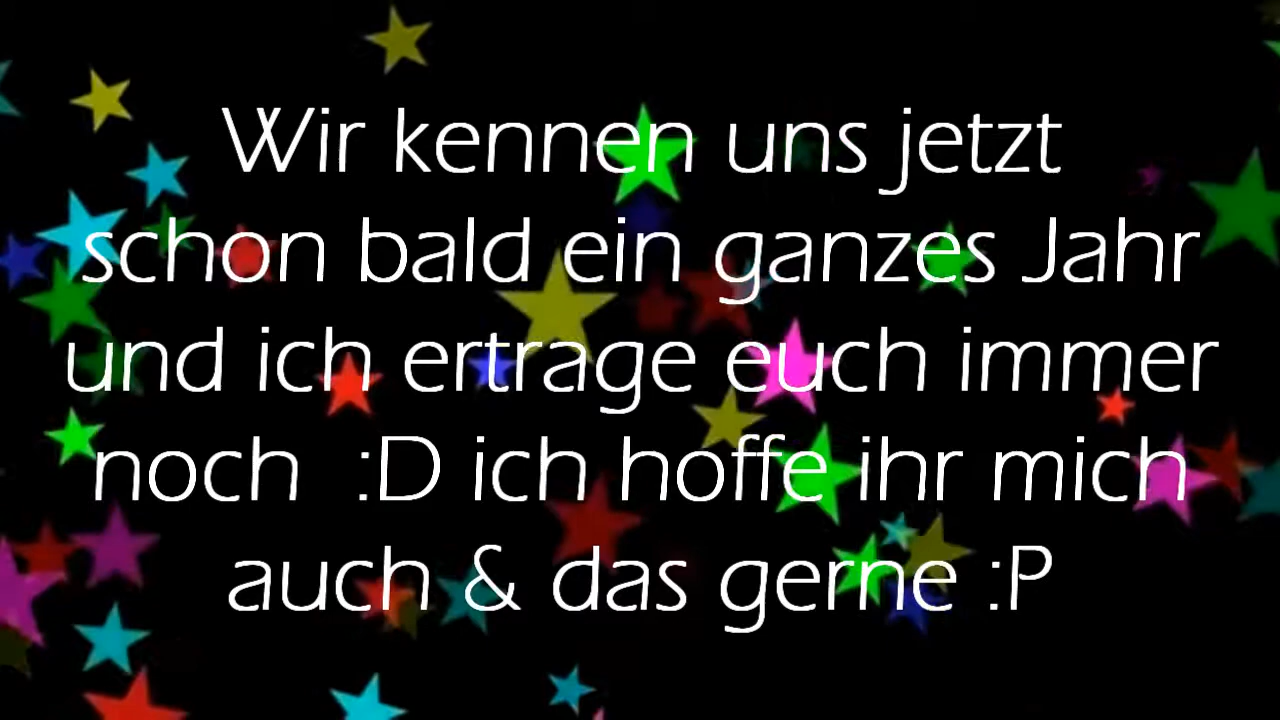 Wir kennen uns jetzt
schon bald ein ganzes Jahr
und ich ertrage euch immer
noch  :D ich hoffe ihr mich
auch & das gerne :P